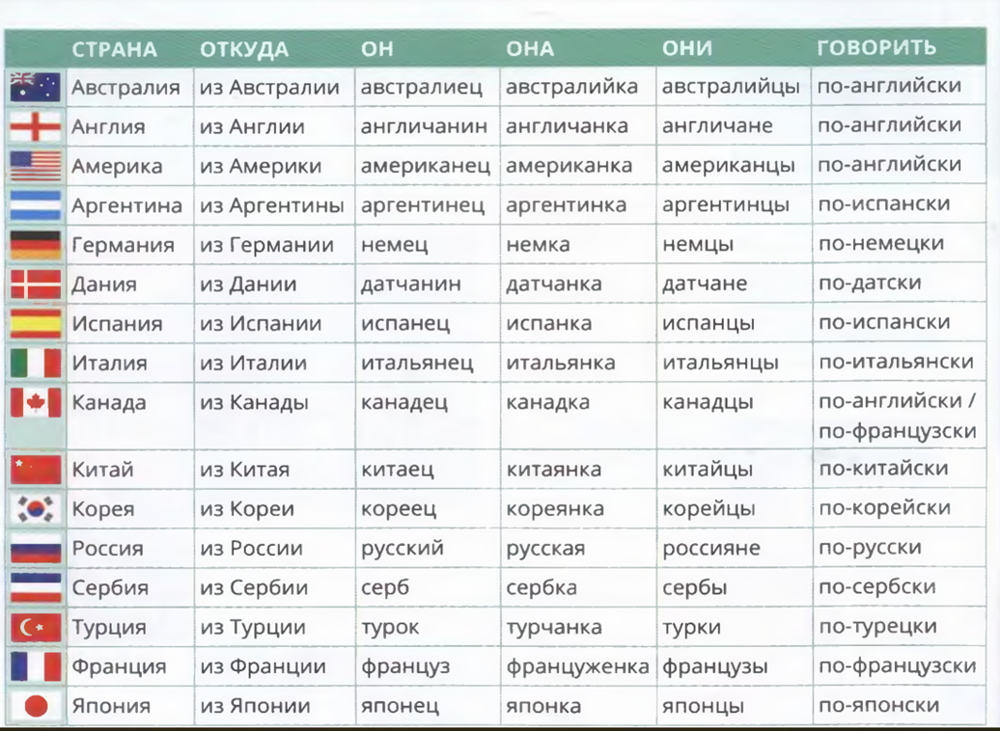 СТРАНА ОТКУДА ОН ОНА ОНИ ГОВОРИТЬ
Австралия из Австралии австралиец австралийка австралийцы по-английски
Англия из Англии англичанин англичанка англичане по-английски
Америка из Америки американец американка американцы по-английски
Аргентина из Аргентины аргентинец аргентинка аргентинцы по-испански
Германия из Германии немец немка немцы по-немецки
Дания из Дании датчанин датчанка датчане по-датски
Испания из Испании испанец испанка испанцы по-испански
Италия из Италии итальянец итальянка итальянцы по-итальянски
Канада из Канады канадец канадка канадцы по-английски /
по-французски
Китай из Китая китаец китаянка китайцы по-китайски
Корея из Кореи кореец кореянка корейцы по-корейски
Россия из России русский русская россияне по-русски
Сербия из Сербии серб сербка сербы по-сербски
Турция из Турции турок турчанка турки по-турецки
Франция из Франции француз француженка французы по-французски
Япония из Японии японец японка японцы по-японски